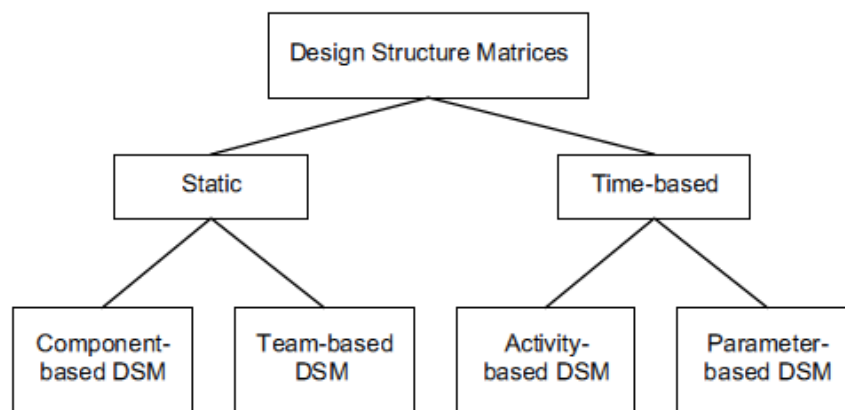 Design Structure Matrices
Static
Time-based
Component-
based DSM
Team-based
DSM
Activity-
based DSM
Parameter-
based DSM